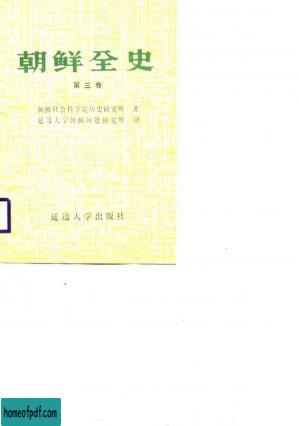 朝鲜全史
第三卷
朝鲜社会科学院历史研究所 著
延边大学朝鲜问题研究所 译
延边大学出版社
homeofpdf.com
homeofpdf.com